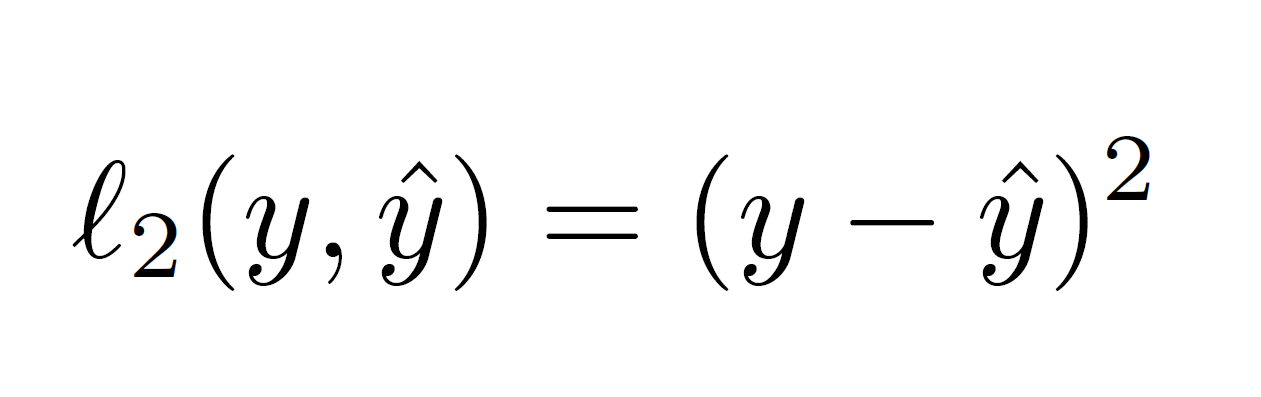 ℓ₂(y, ŷ) = (y − ŷ)²